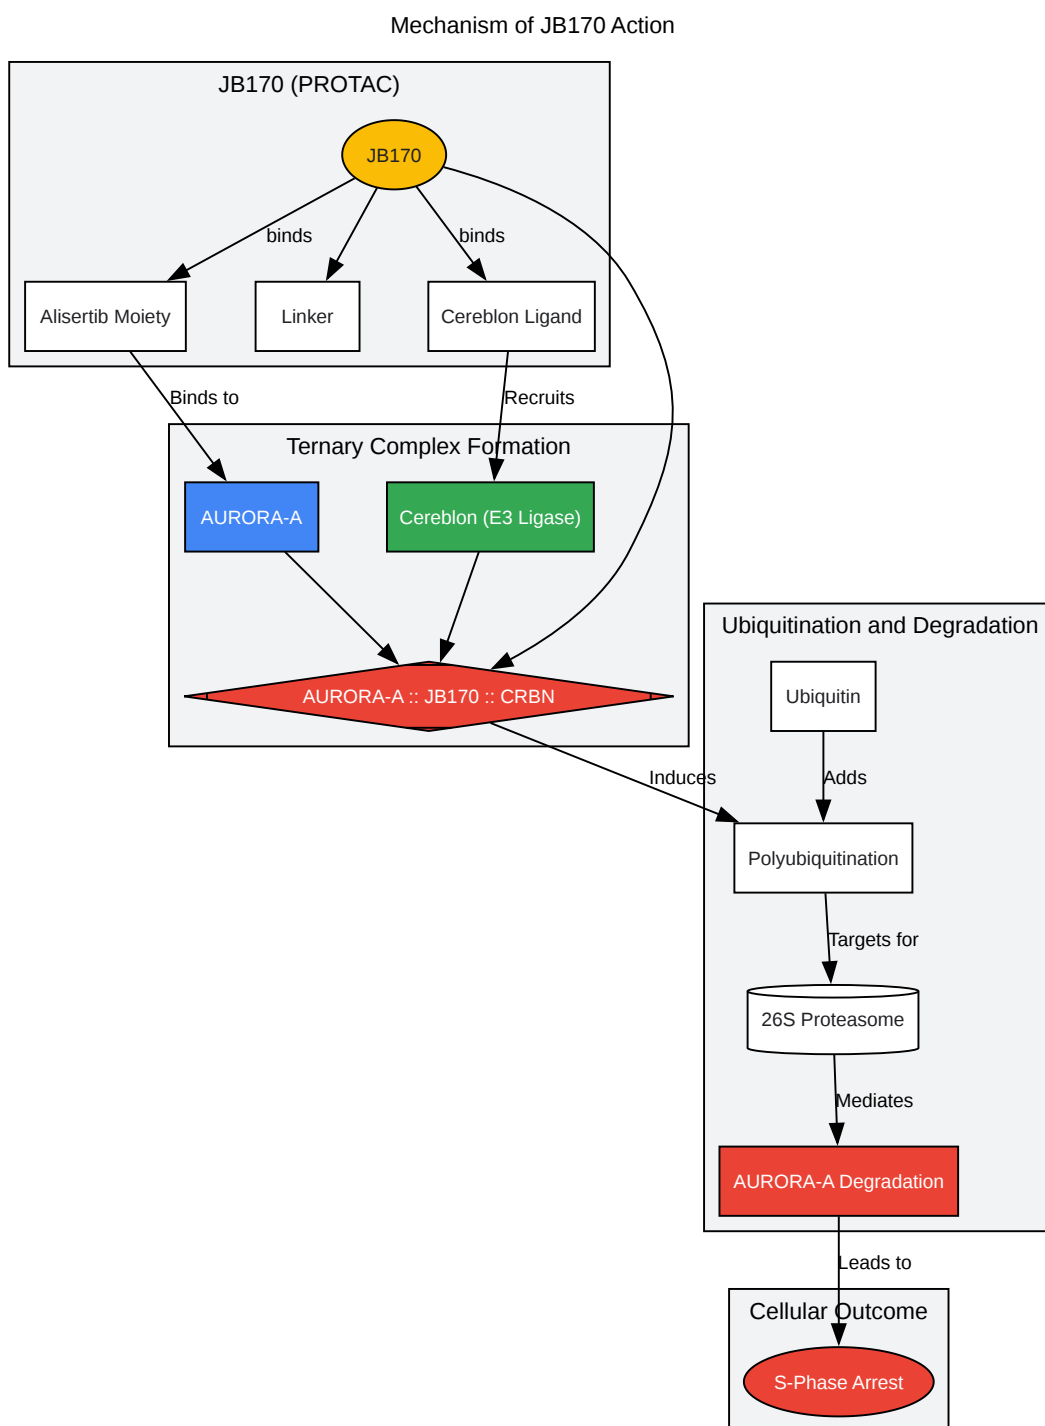 Mechanism of JB170 Action
JB170 (PROTAC)
JB170
binds
binds
Alisertib Moiety
Linker
Cereblon Ligand
Binds to
Recruits
Ternary Complex Formation
AURORA-A
Cereblon (E3 Ligase)
AURORA-A :: JB170 :: CRBN
Ubiquitination and Degradation
Ubiquitin
Induces
Adds
Polyubiquitination
Targets for
26S Proteasome
Mediates
AURORA-A Degradation
Leads to
Cellular Outcome
S-Phase Arrest